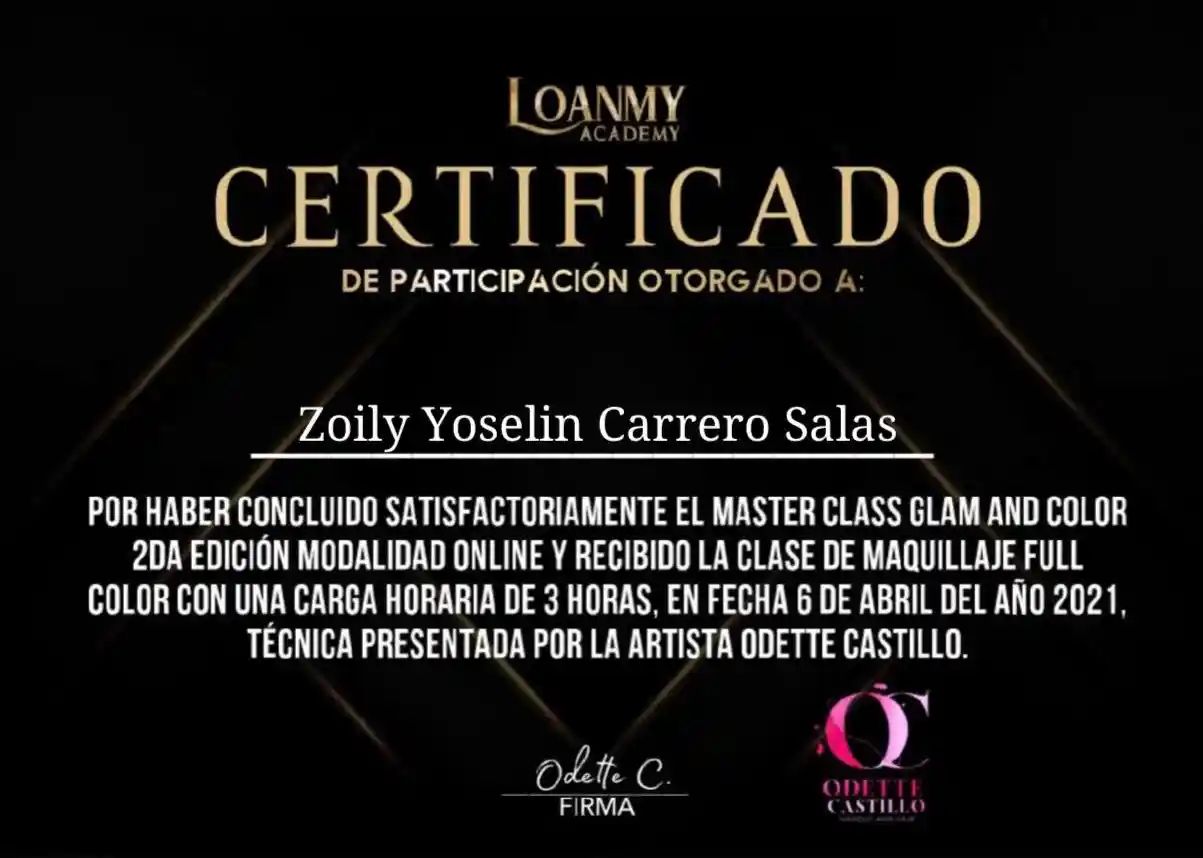 LOANMY
ACADEMY
CERTIFICADO
DE PARTICIPACIÓN OTORGADO A:
Zoily Yoselin Carrero Salas
POR HABER CONCLUIDO SATISFACTORIAMENTE EL MASTER CLASS GLAM AND COLOR
2DA EDICIÓN MODALIDAD ONLINE Y RECIBIDO LA CLASE DE MAQUILLAJE FULL
COLOR CON UNA CARGA HORARIA DE 3 HORAS, EN FECHA 6 DE ABRIL DEL AÑO 2021,
TÉCNICA PRESENTADA POR LA ARTISTA ODETTE CASTILLO.
Odette C.
FIRMA
OC
ODETTE
CASTILLO